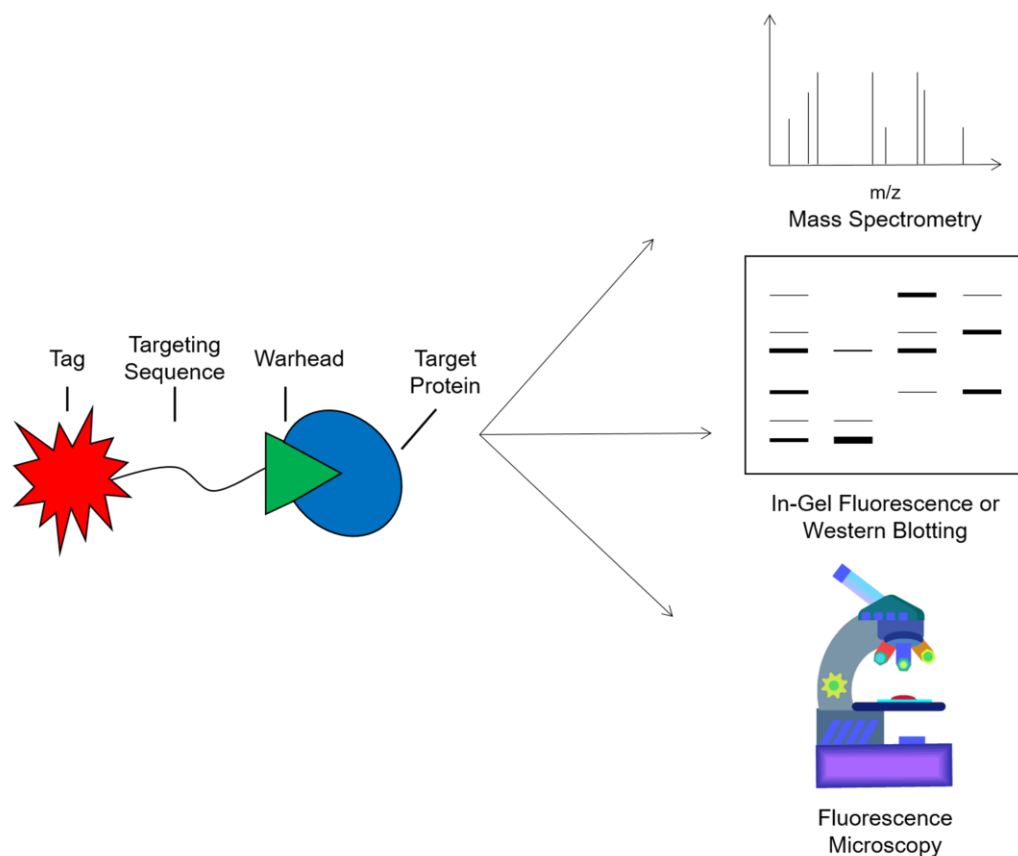 Tag
Targeting
Sequence
Warhead
Target
Protein
m/z
Mass Spectrometry
In-Gel Fluorescence or
Western Blotting
Fluorescence
Microscopy